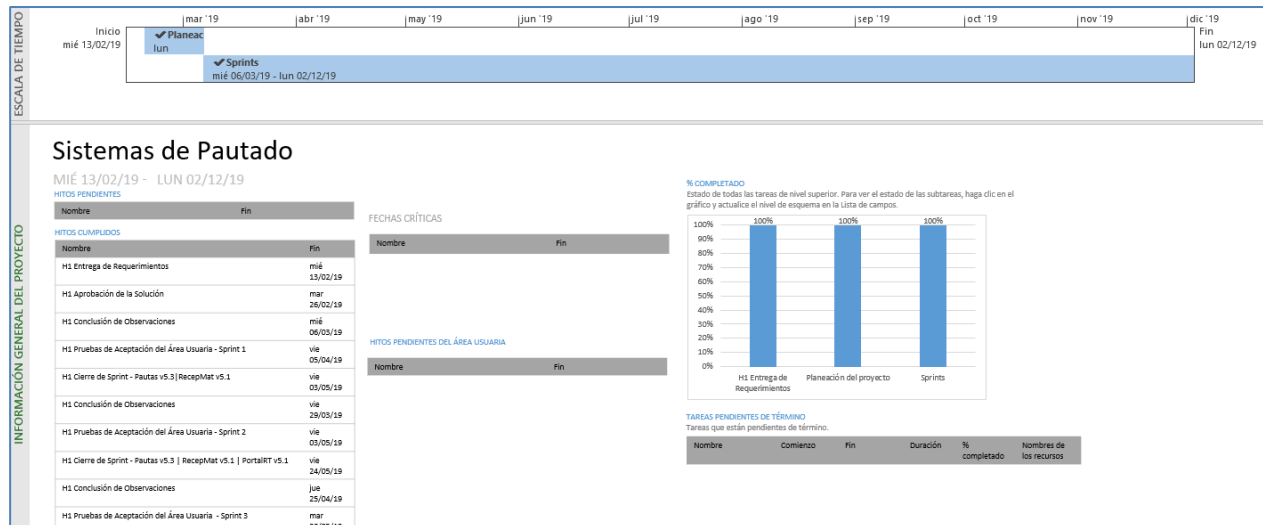 ESCALA DE TIEMPO
mar '19 abr '19 may '19 jun '19 jul '19 ago '19 sep '19 oct '19 nov '19 dic '19
Inicio
mié 13/02/19
Planeac
lun
Sprints
mié 06/03/19 - lun 02/12/19
Fin
lun 02/12/19
INFORMACIÓN GENERAL DEL PROYECTO
Sistemas de Pautado
MIÉ 13/02/19 - LUN 02/12/19
HITOS PENDIENTES
Nombre Fin
HITOS CUMPLIDOS
Nombre Fin
H1 Entrega de Requerimientos mié
13/02/19
H1 Aprobación de la Solución mar
26/02/19
H1 Conclusión de Observaciones mié
06/03/19
H1 Pruebas de Aceptación del Área Usuaria - Sprint 1 vie
05/04/19
H1 Cierre de Sprint - Pautas v5.3|RecepMat v5.1 vie
03/05/19
H1 Conclusión de Observaciones vie
29/03/19
H1 Pruebas de Aceptación del Área Usuaria - Sprint 2 vie
03/05/19
H1 Cierre de Sprint - Pautas v5.3 | RecepMat v5.1 | PortalRT v5.1 vie
24/05/19
H1 Conclusión de Observaciones jue
25/04/19
H1 Pruebas de Aceptación del Área Usuaria - Sprint 3 mar
FECHAS CRÍTICAS
Nombre Fin
HITOS PENDIENTES DEL ÁREA USUARIA
Nombre Fin
% COMPLETADO
Estado de todas las tareas de nivel superior. Para ver el estado de las subtareas, haga clic en el
gráfico y actualice el nivel de esquema en la Lista de campos.
100% 100% 100%
100%
90%
80%
70%
60%
50%
40%
30%
20%
10%
0%
H1 Entrega de
Requerimientos
Planeación del proyecto
Sprints
TAREAS PENDIENTES DE TÉRMINO
Tareas que están pendientes de término.
Nombre Comienzo Fin Duración %
completado Nombres de
los recursos